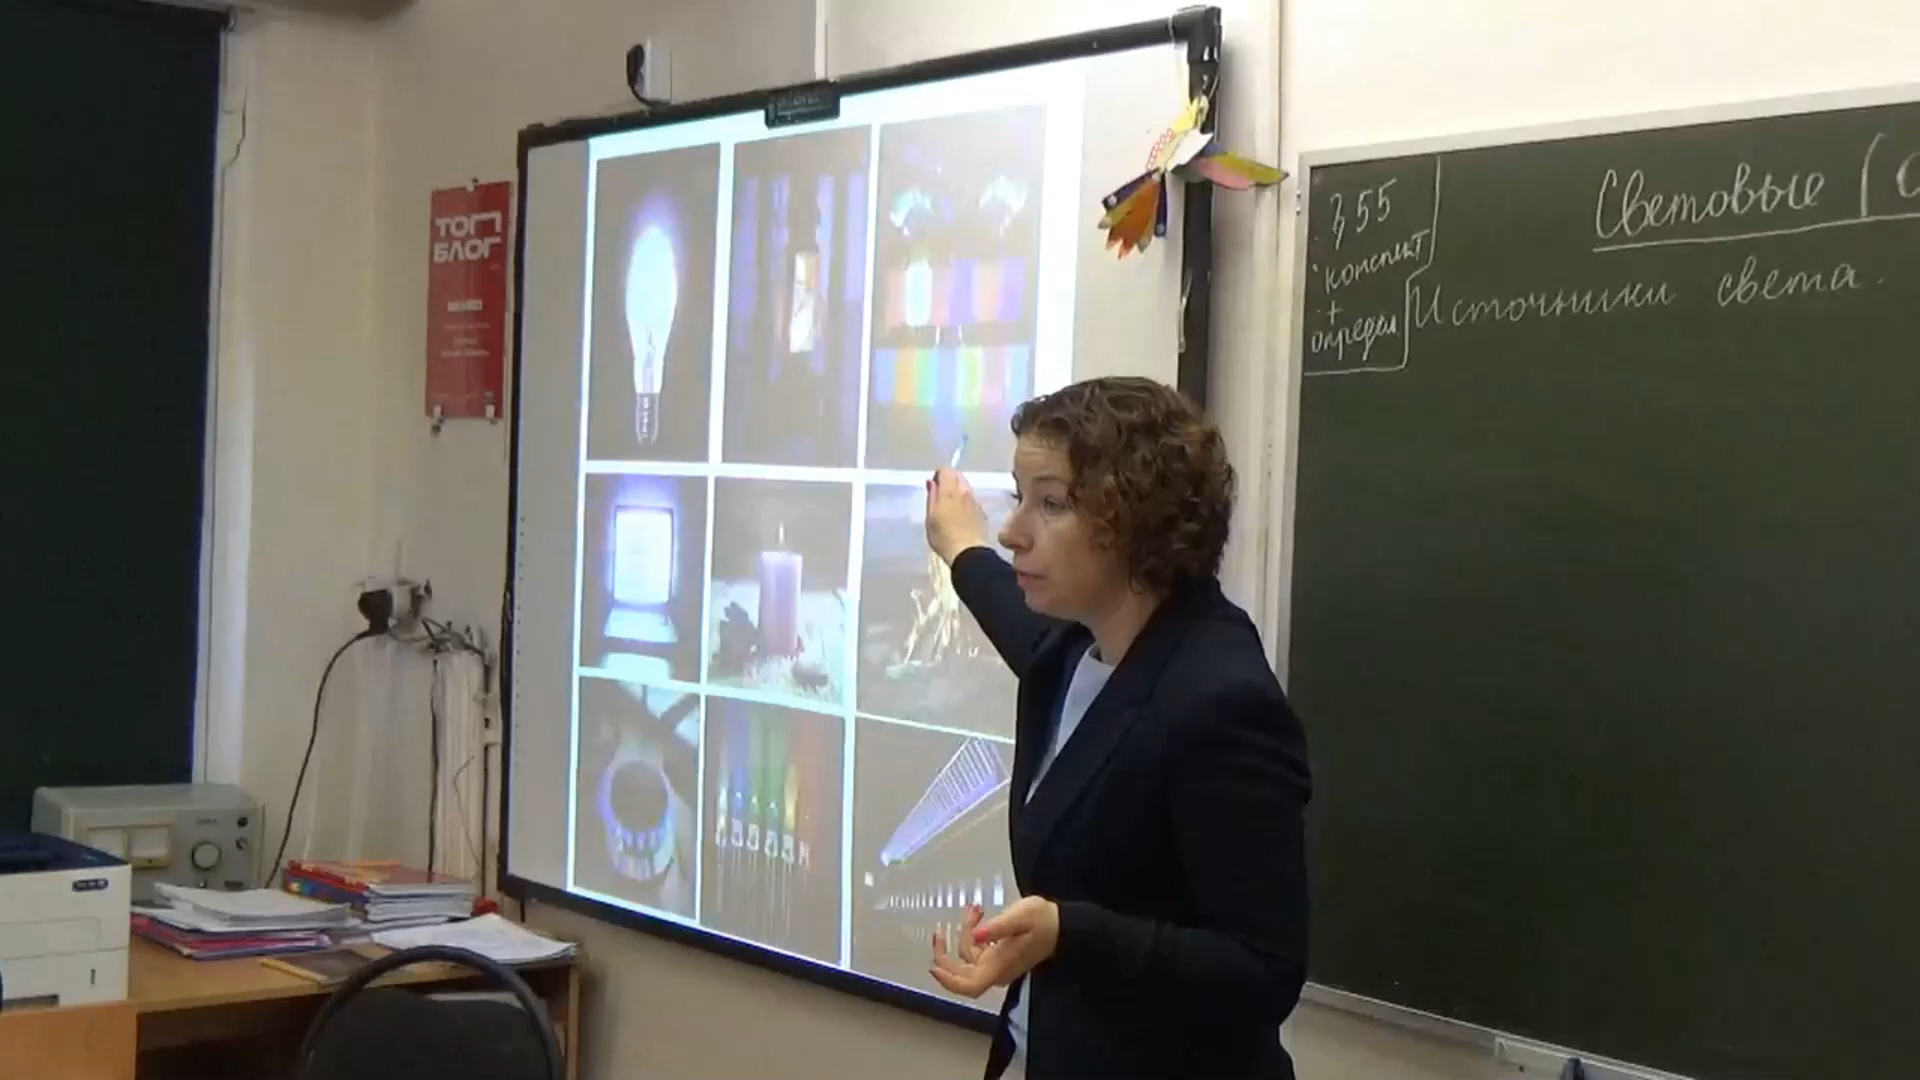 ТОП
БЛОГ
§55
конспект
+
определ.
Световые (
Источники света.